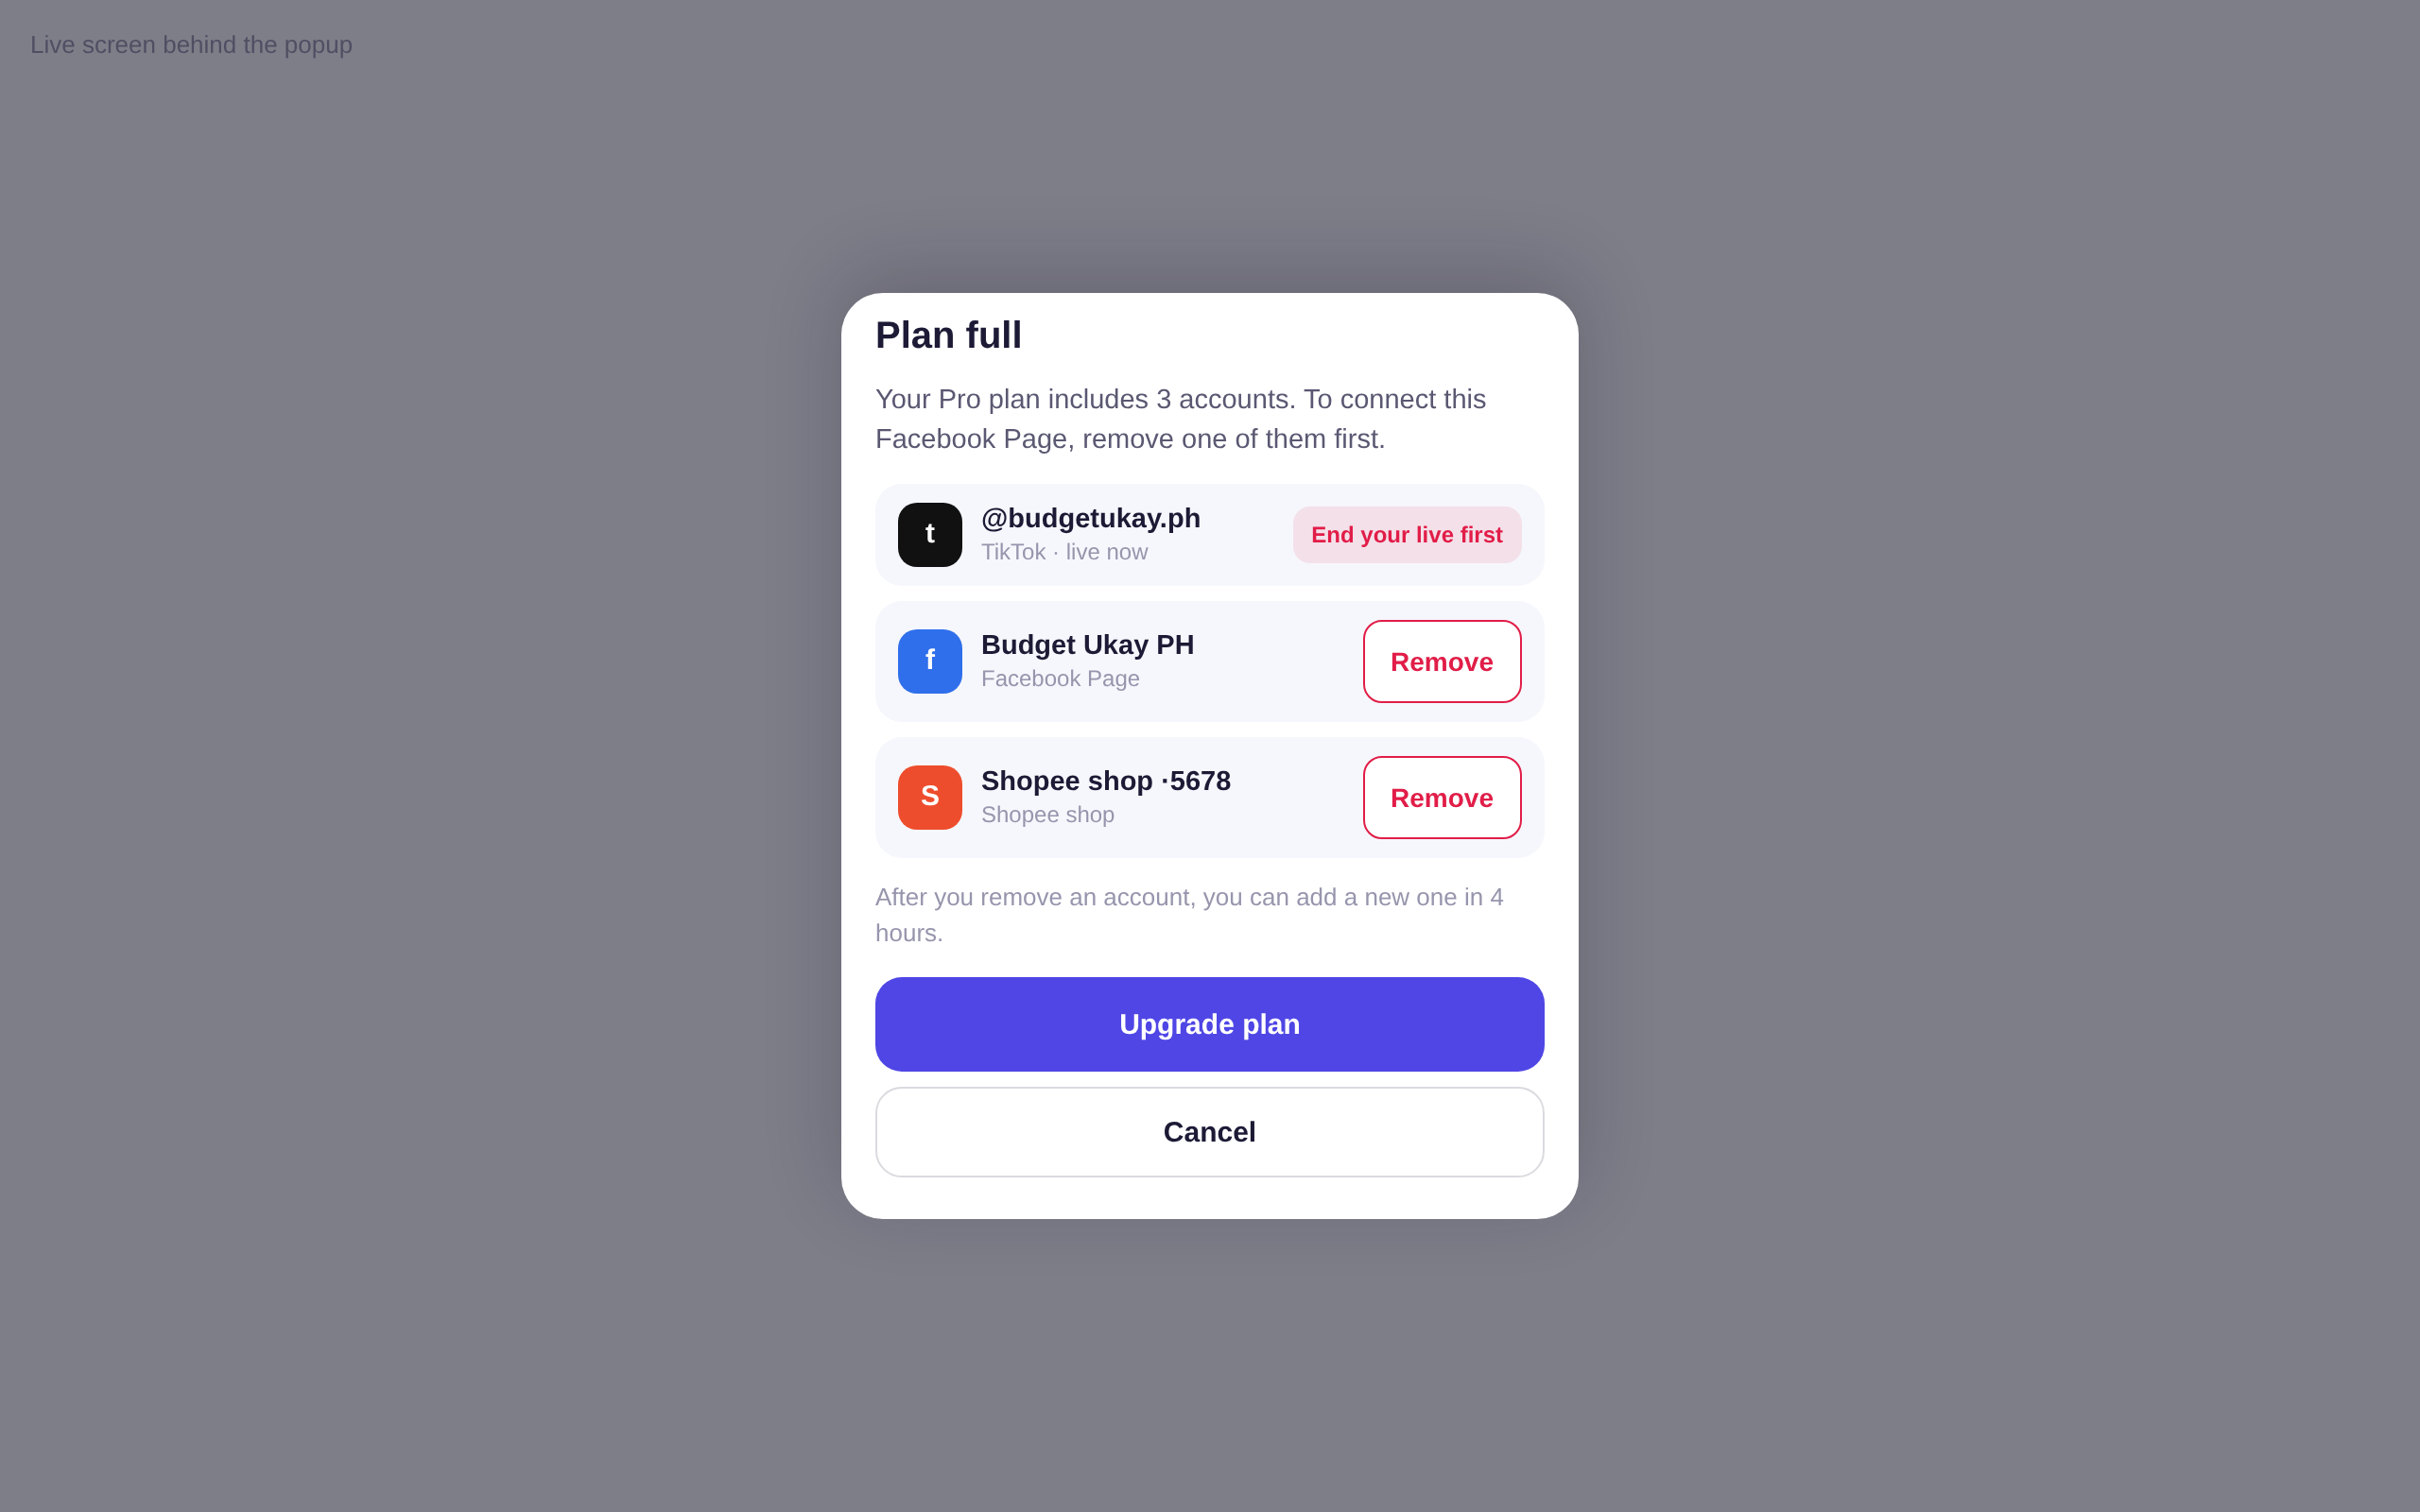 Live screen behind the popup
Plan full
Your Pro plan includes 3 accounts. To connect this
Facebook Page, remove one of them first.
t
@budgetukay.ph
TikTok · live now
End your live first
f
Budget Ukay PH
Facebook Page
Remove
S
Shopee shop ·5678
Shopee shop
Remove
After you remove an account, you can add a new one in 4
hours.
Upgrade plan
Cancel